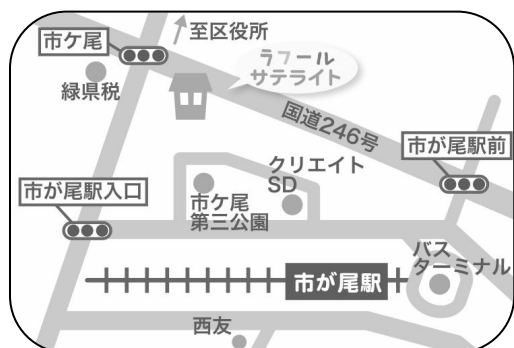 市ケ尾
至区役所
ラフール
サテライト
緑県税
国道246号
市が尾駅前
クリエイト
SD
市が尾駅入口
市ケ尾
第三公園
バス
ターミナル
市が尾駅
西友